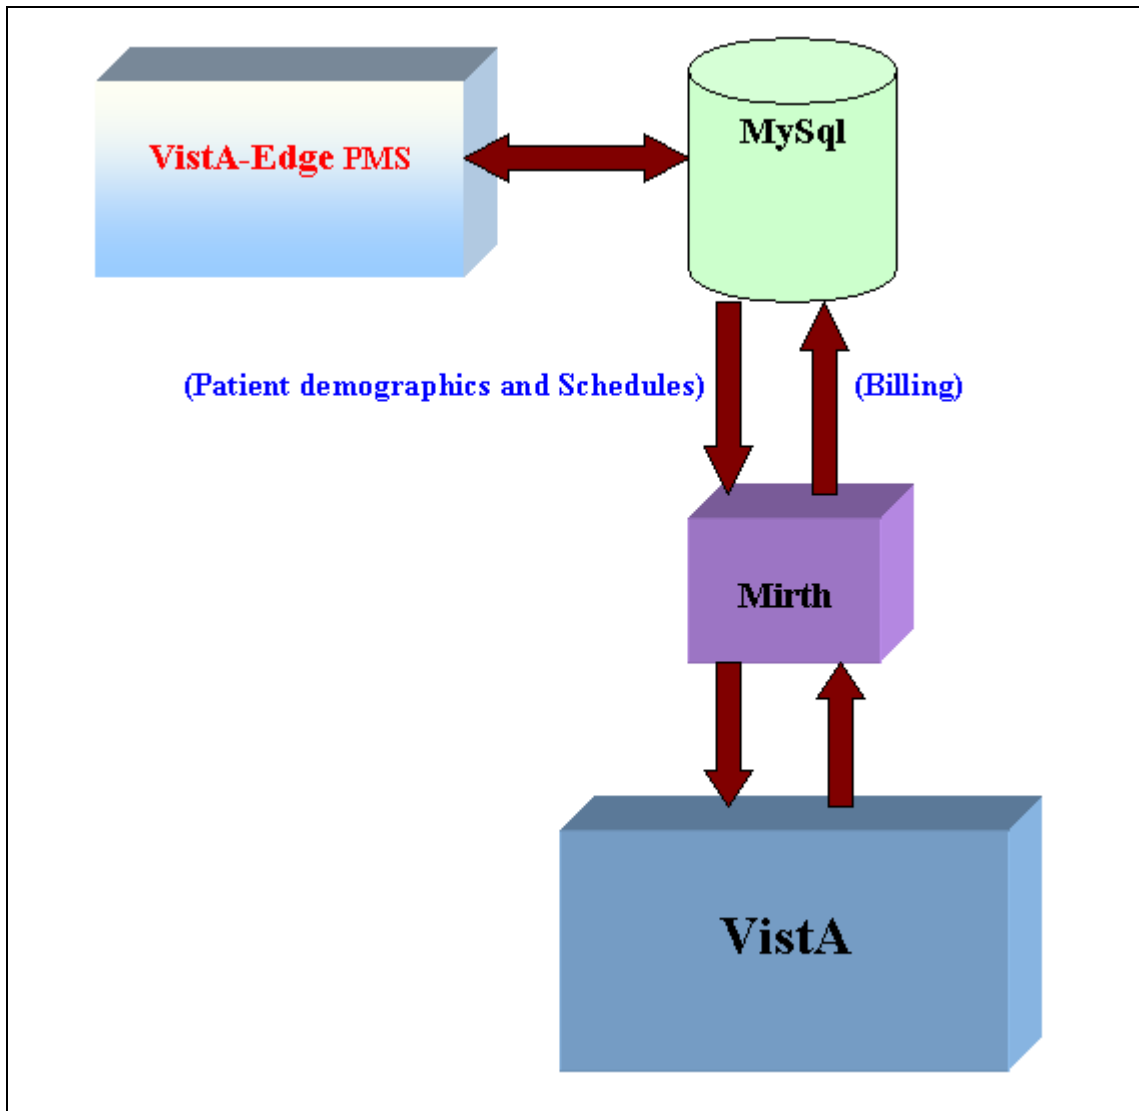 VistA-Edge PMS
MySql
(Patient demographics and Schedules)
(Billing)
Mirth
VistA